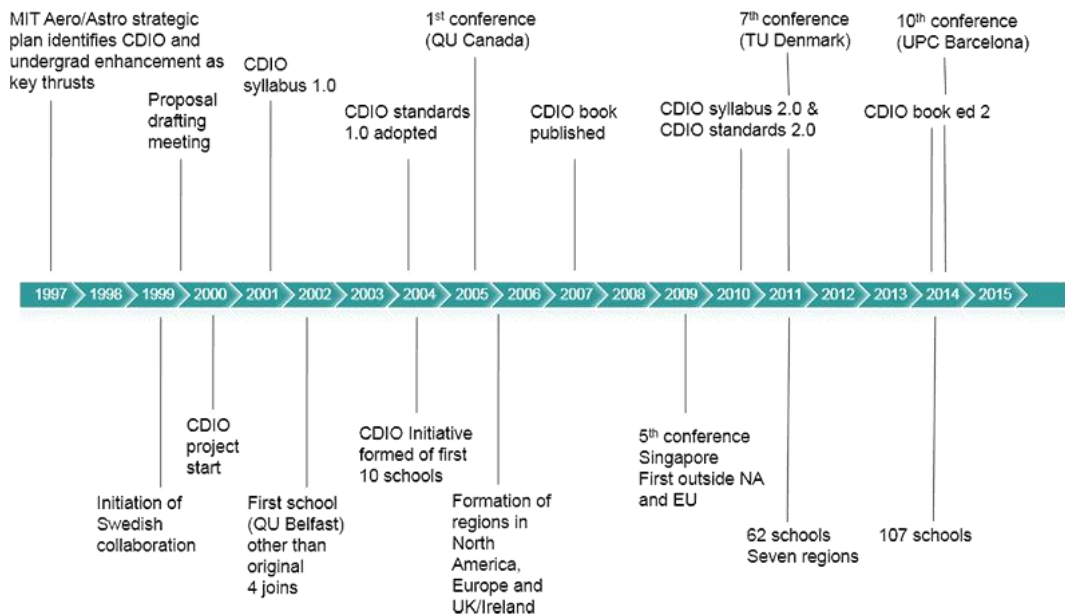 MIT Aero/Astro strategic
plan identifies CDIO and
undergrad enhancement as
key thrusts
Proposal
drafting
meeting
CDIO
syllabus 1.0
CDIO standards
1.0 adopted
1st conference
(QU Canada)
CDIO book
published
CDIO syllabus 2.0 &
CDIO standards 2.0
7th conference
(TU Denmark)
CDIO book ed 2
10th conference
(UPC Barcelona)
1997 1998 1999 2000 2001 2002 2003 2004 2005 2006 2007 2008 2009 2010 2011 2012 2013 2014 2015
Initiation of
Swedish
collaboration
CDIO
project
start
First school
(QU Belfast)
other than
original
4 joins
CDIO Initiative
formed of first
10 schools
Formation of
regions in
North
America,
Europe and
UK/Ireland
5th conference
Singapore
First outside NA
and EU
62 schools
Seven regions
107 schools